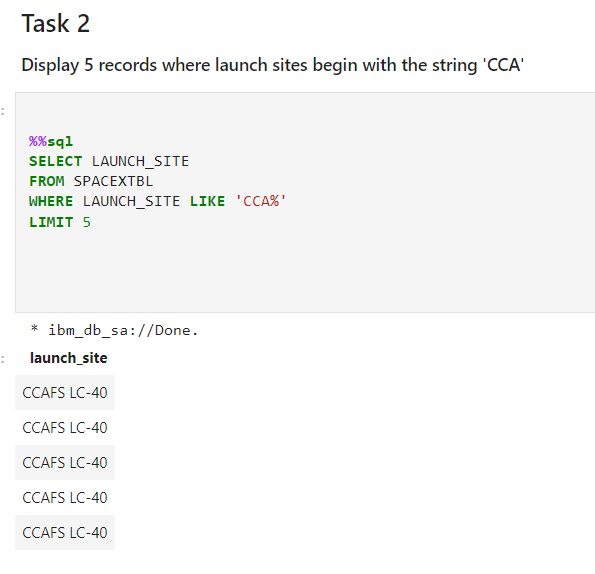 Task 2
Display 5 records where launch sites begin with the string 'CCA'
:
%%sql
SELECT LAUNCH_SITE
FROM SPACEXTBL
WHERE LAUNCH_SITE LIKE 'CCA%'
LIMIT 5
* ibm_db_sa://Done.
:
launch_site
CCAFS LC-40
CCAFS LC-40
CCAFS LC-40
CCAFS LC-40
CCAFS LC-40